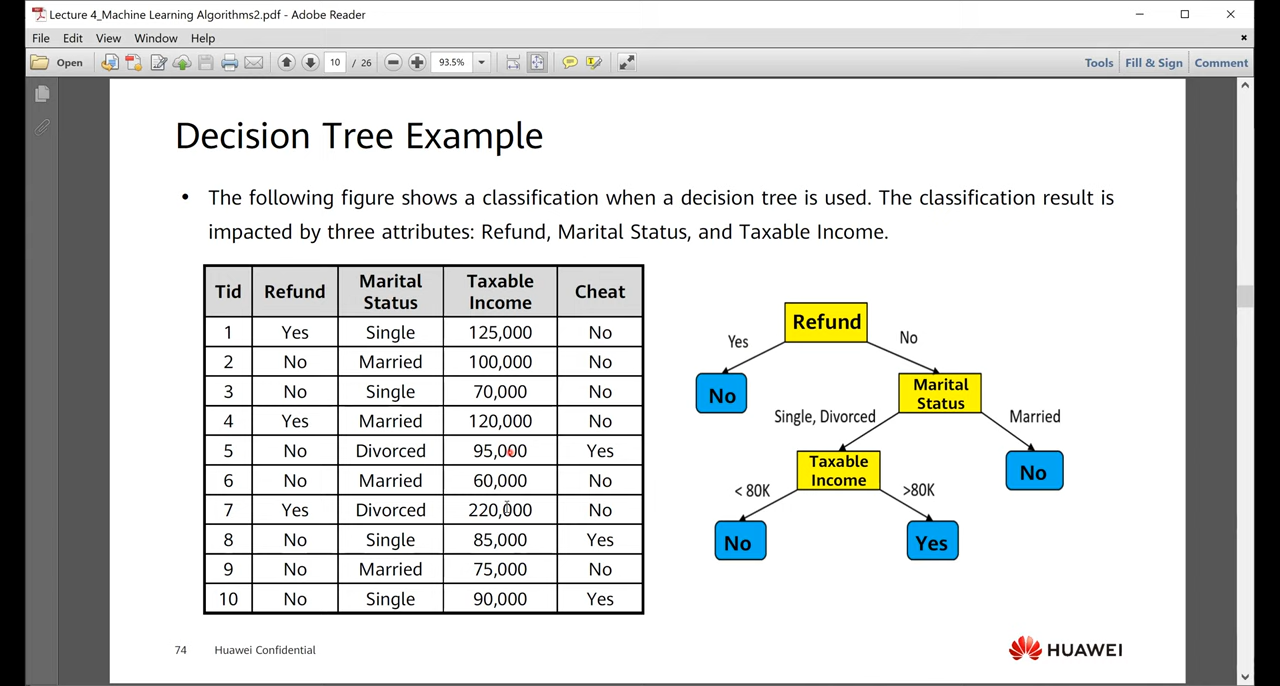 Lecture 4_Machine Learning Algorithms2.pdf - Adobe Reader
File Edit View Window Help
Open 10 / 26 93.5% Tools Fill & Sign Comment
Decision Tree Example
• The following figure shows a classification when a decision tree is used. The classification result is
impacted by three attributes: Refund, Marital Status, and Taxable Income.
Tid Refund Marital Status Taxable Income Cheat
1 Yes Single 125,000 No
2 No Married 100,000 No
3 No Single 70,000 No
4 Yes Married 120,000 No
5 No Divorced 95,000 Yes
6 No Married 60,000 No
7 Yes Divorced 220,000 No
8 No Single 85,000 Yes
9 No Married 75,000 No
10 No Single 90,000 Yes
Refund
Yes No
No
Marital
Status
Single, Divorced Married
Taxable
Income
No
< 80K >80K
No Yes
74 Huawei Confidential
HUAWEI